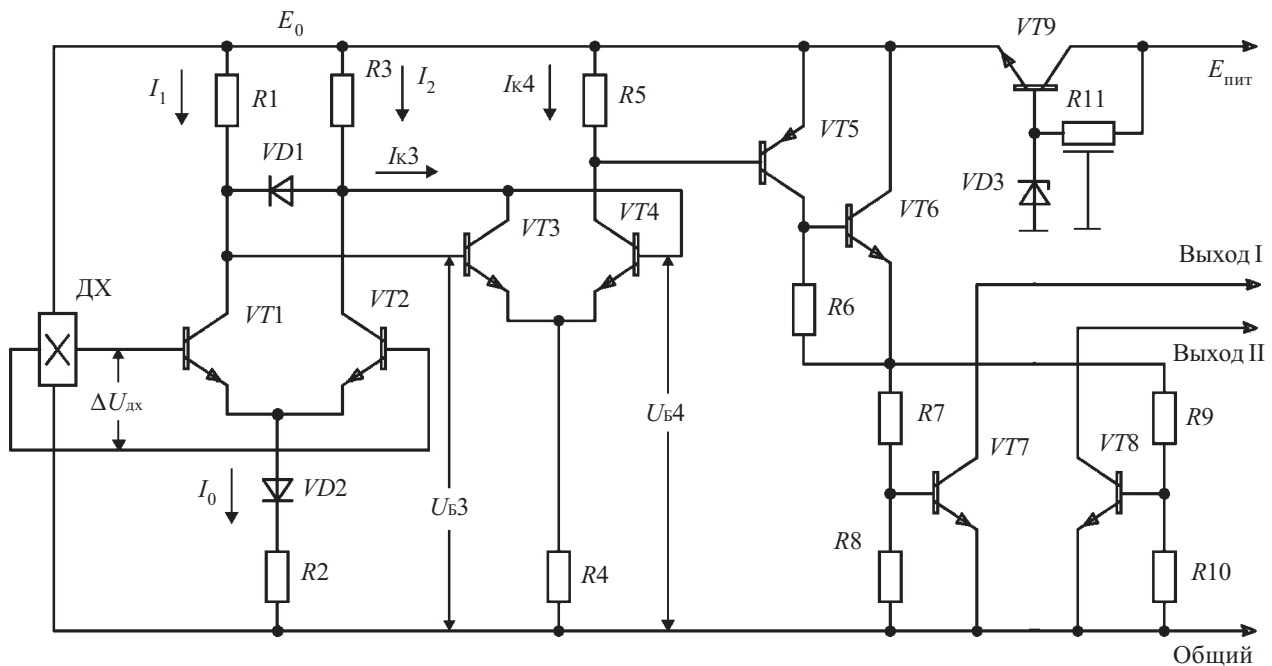 E0
VT9
Eпит
R11
I1
R1
R3
I2
IК4
R5
VT5
VD1
IК3
VD3
VT6
VT3
VT4
Выход I
ДХ
VT1
VT2
R6
Выход II
ΔUдх
UБ4
R7
R9
VT7
VT8
I0
VD2
UБ3
R8
R2
R4
R10
Общий